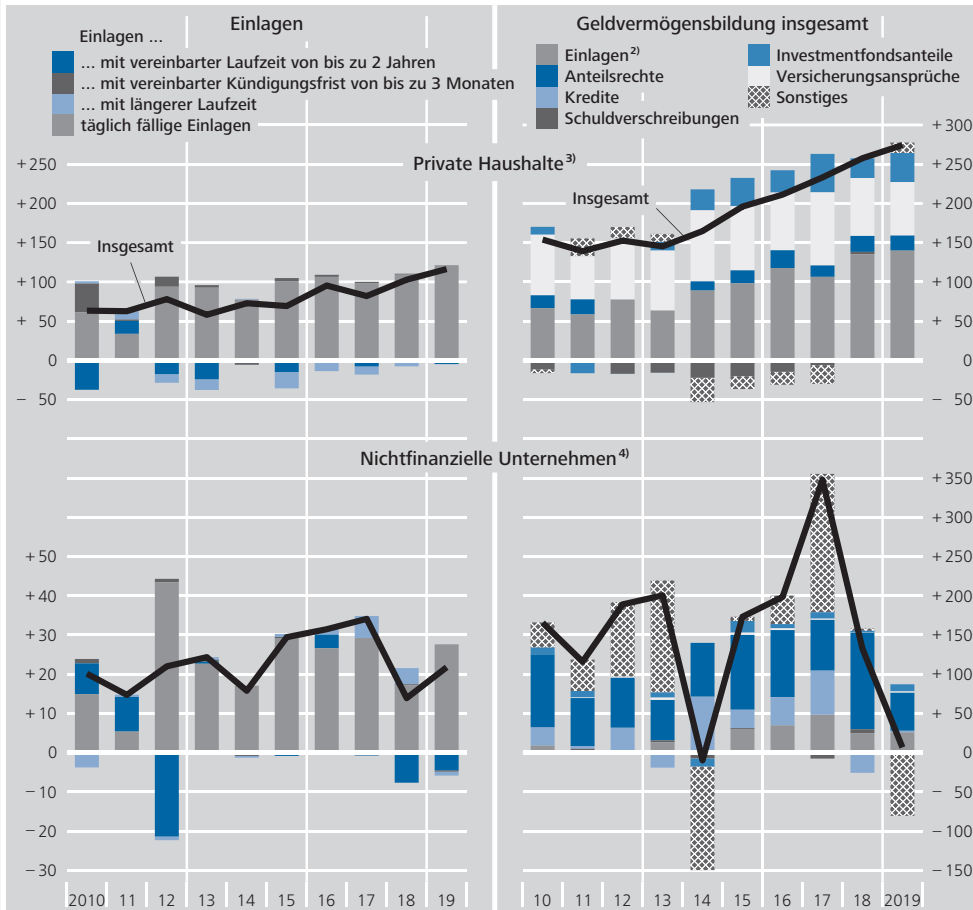 Einlagen
Einlagen ...
... mit vereinbarter Laufzeit von bis zu 2 Jahren
... mit vereinbarter Kündigungsfrist von bis zu 3 Monaten
... mit längerer Laufzeit
täglich fällige Einlagen
Geldvermögensbildung insgesamt
Einlagen²⁾
Anteilsrechte
Kredite
Schuldverschreibungen
Investmentfondsanteile
Versicherungsansprüche
Sonstiges
Private Haushalte³⁾
+ 250
+ 200
+ 150
+ 100
+ 50
0
− 50
Insgesamt
Insgesamt
+ 300
+ 250
+ 200
+ 150
+ 100
+ 50
0
− 50
Nichtfinanzielle Unternehmen⁴⁾
+ 50
+ 40
+ 30
+ 20
+ 10
0
− 10
− 20
− 30
+ 350
+ 300
+ 250
+ 200
+ 150
+ 100
+ 50
0
− 50
− 100
− 150
2010 11 12 13 14 15 16 17 18 19
10 11 12 13 14 15 16 17 18 2019